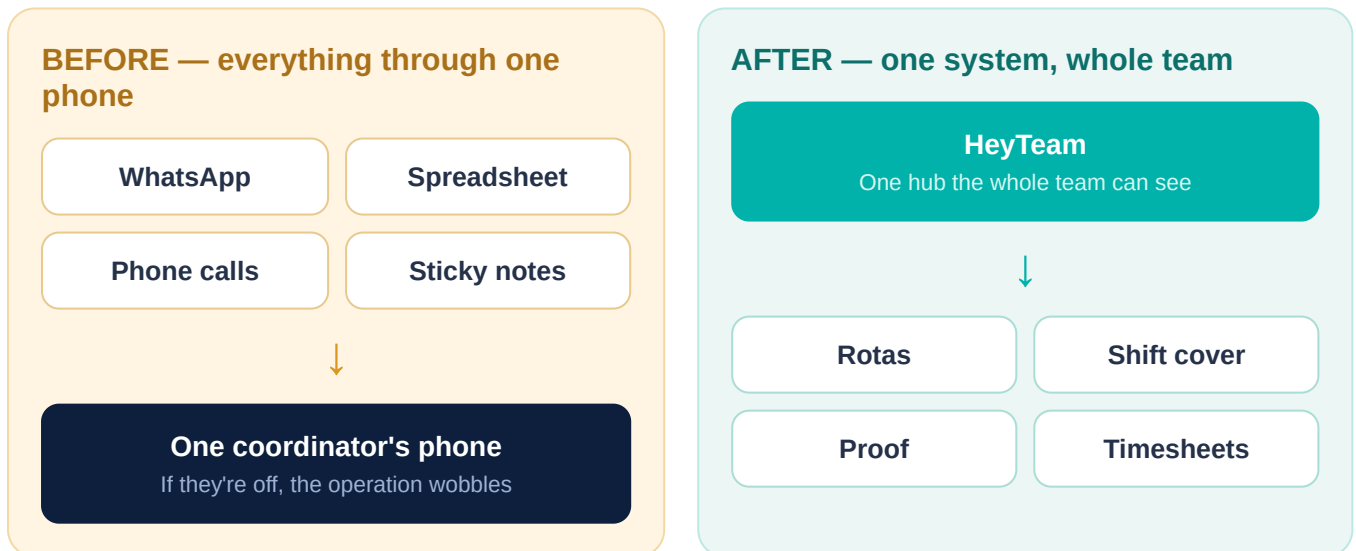 BEFORE — everything through one
phone
WhatsApp
Spreadsheet
Phone calls
Sticky notes
↓
One coordinator's phone
If they're off, the operation wobbles
AFTER — one system, whole team
HeyTeam
One hub the whole team can see
↓
Rotas
Shift cover
Proof
Timesheets